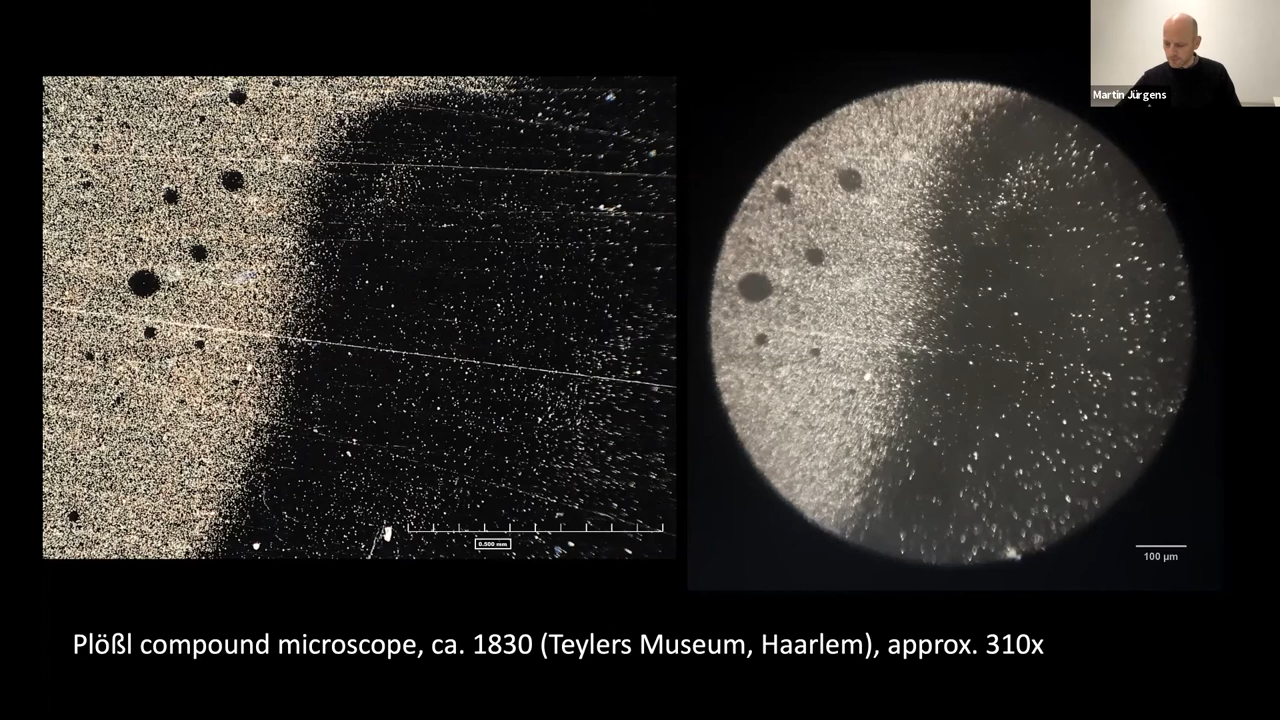 Martin Jürgens
0.500 mm
100 µm
Plößl compound microscope, ca. 1830 (Teylers Museum, Haarlem), approx. 310x